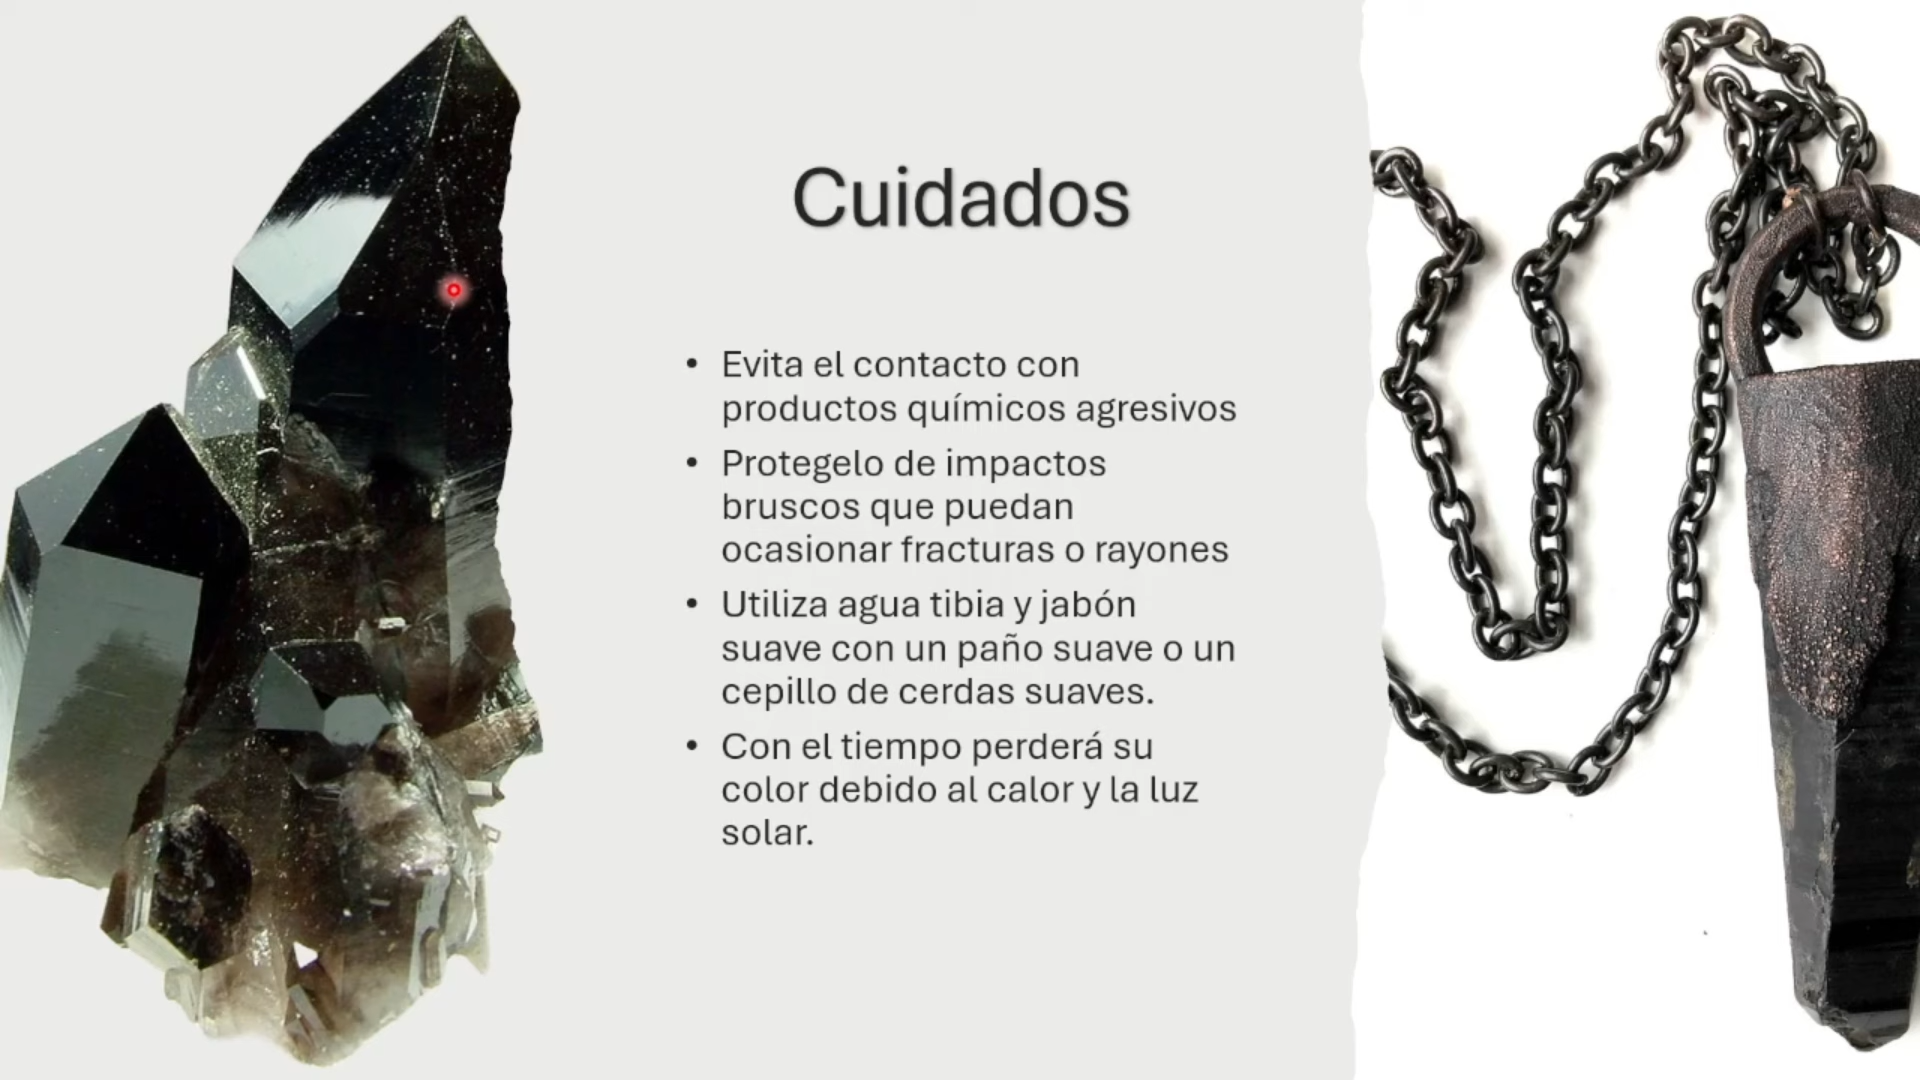 Cuidados
• Evita el contacto con
productos químicos agresivos
• Protegelo de impactos
bruscos que puedan
ocasionar fracturas o rayones
• Utiliza agua tibia y jabón
suave con un paño suave o un
cepillo de cerdas suaves.
• Con el tiempo perderá su
color debido al calor y la luz
solar.